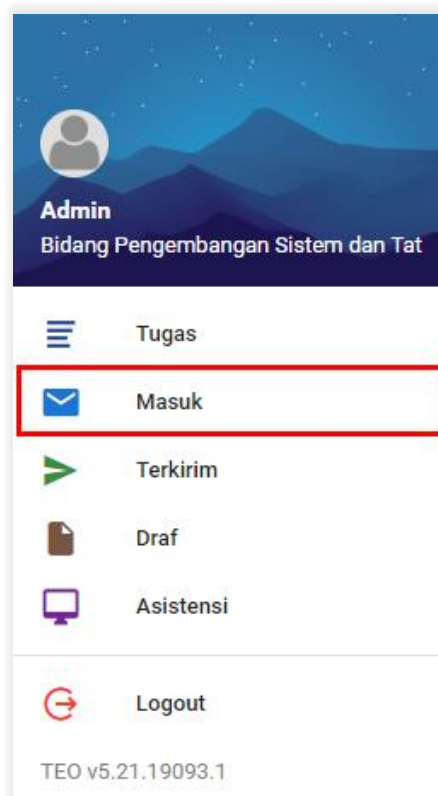 Admin
Bidang Pengembangan Sistem dan Tat
Tugas
Masuk
Terkirim
Draf
Asistensi
Logout
TEO v5.21.19093.1